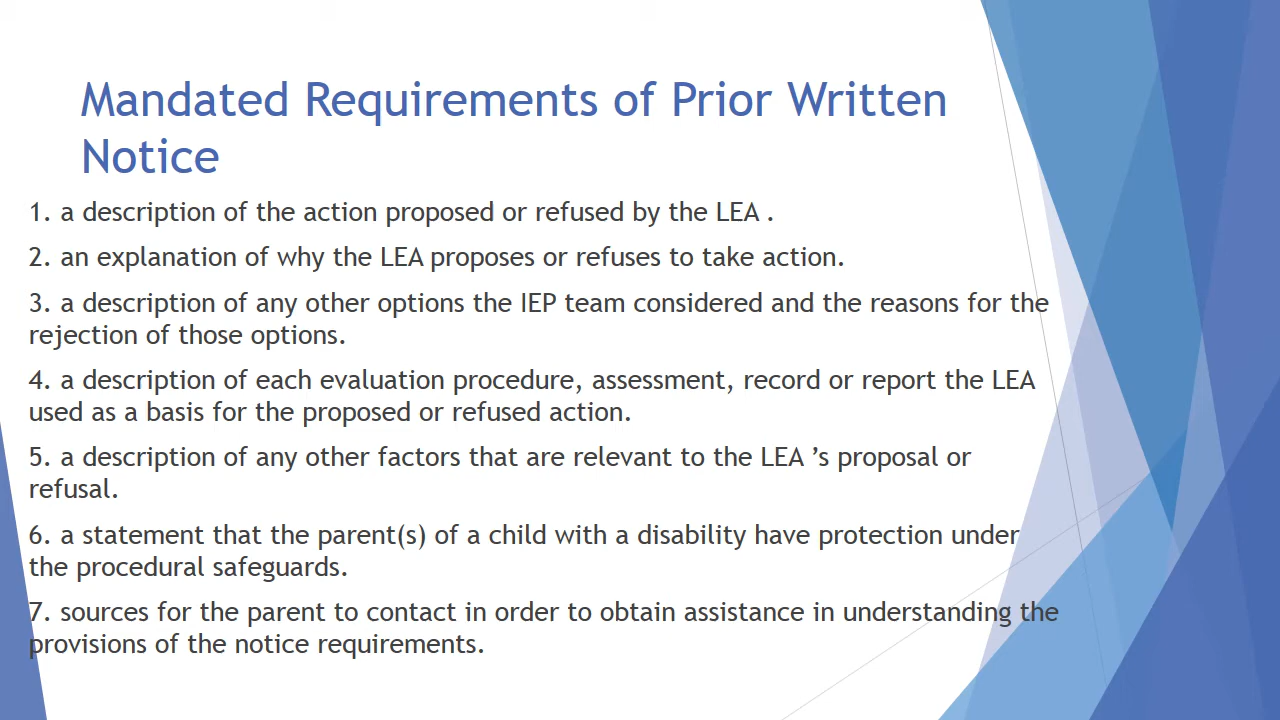 Mandated Requirements of Prior Written
Notice
1. a description of the action proposed or refused by the LEA .
2. an explanation of why the LEA proposes or refuses to take action.
3. a description of any other options the IEP team considered and the reasons for the
rejection of those options.
4. a description of each evaluation procedure, assessment, record or report the LEA
used as a basis for the proposed or refused action.
5. a description of any other factors that are relevant to the LEA ’s proposal or
refusal.
6. a statement that the parent(s) of a child with a disability have protection under
the procedural safeguards.
7. sources for the parent to contact in order to obtain assistance in understanding the
provisions of the notice requirements.